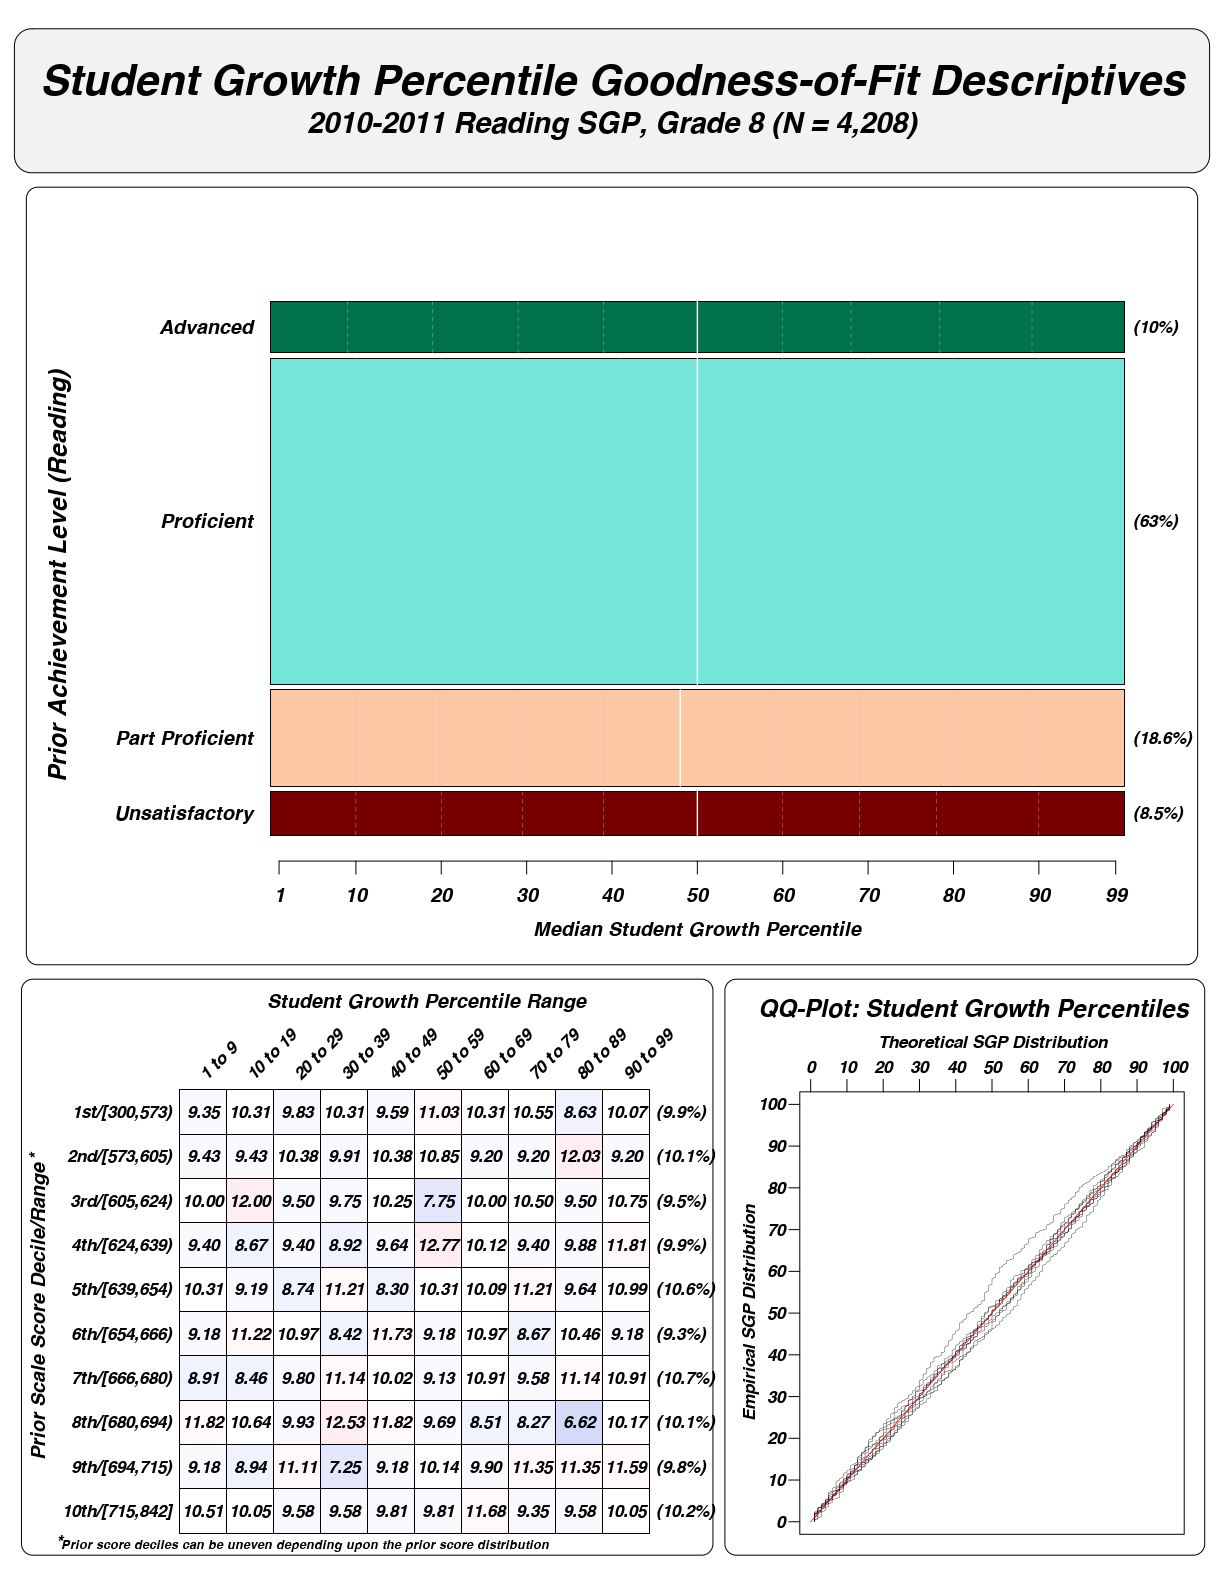 Student Growth Percentile Goodness-of-Fit Descriptives
2010-2011 Reading SGP, Grade 8 (N = 4,208)
Prior Achievement Level (Reading)
Advanced (10%)
Proficient (63%)
Part Proficient (18.6%)
Unsatisfactory (8.5%)
1 10 20 30 40 50 60 70 80 90 99
Median Student Growth Percentile
Student Growth Percentile Range
1 to 9 10 to 19 20 to 29 30 to 39 40 to 49 50 to 59 60 to 69 70 to 79 80 to 89 90 to 99
Prior Scale Score Decile/Range*
1st/[300,573) 9.35 10.31 9.83 10.31 9.59 11.03 10.31 10.55 8.63 10.07 (9.9%)
2nd/[573,605) 9.43 9.43 10.38 9.91 10.38 10.85 9.20 9.20 12.03 9.20 (10.1%)
3rd/[605,624) 10.00 12.00 9.50 9.75 10.25 7.75 10.00 10.50 9.50 10.75 (9.5%)
4th/[624,639) 9.40 8.67 9.40 8.92 9.64 12.77 10.12 9.40 9.88 11.81 (9.9%)
5th/[639,654) 10.31 9.19 8.74 11.21 8.30 10.31 10.09 11.21 9.64 10.99 (10.6%)
6th/[654,666) 9.18 11.22 10.97 8.42 11.73 9.18 10.97 8.67 10.46 9.18 (9.3%)
7th/[666,680) 8.91 8.46 9.80 11.14 10.02 9.13 10.91 9.58 11.14 10.91 (10.7%)
8th/[680,694) 11.82 10.64 9.93 12.53 11.82 9.69 8.51 8.27 6.62 10.17 (10.1%)
9th/[694,715) 9.18 8.94 11.11 7.25 9.18 10.14 9.90 11.35 11.35 11.59 (9.8%)
10th/[715,842] 10.51 10.05 9.58 9.58 9.81 9.81 11.68 9.35 9.58 10.05 (10.2%)
*Prior score deciles can be uneven depending upon the prior score distribution
QQ-Plot: Student Growth Percentiles
Theoretical SGP Distribution
0 10 20 30 40 50 60 70 80 90 100
Empirical SGP Distribution
100
90
80
70
60
50
40
30
20
10
0